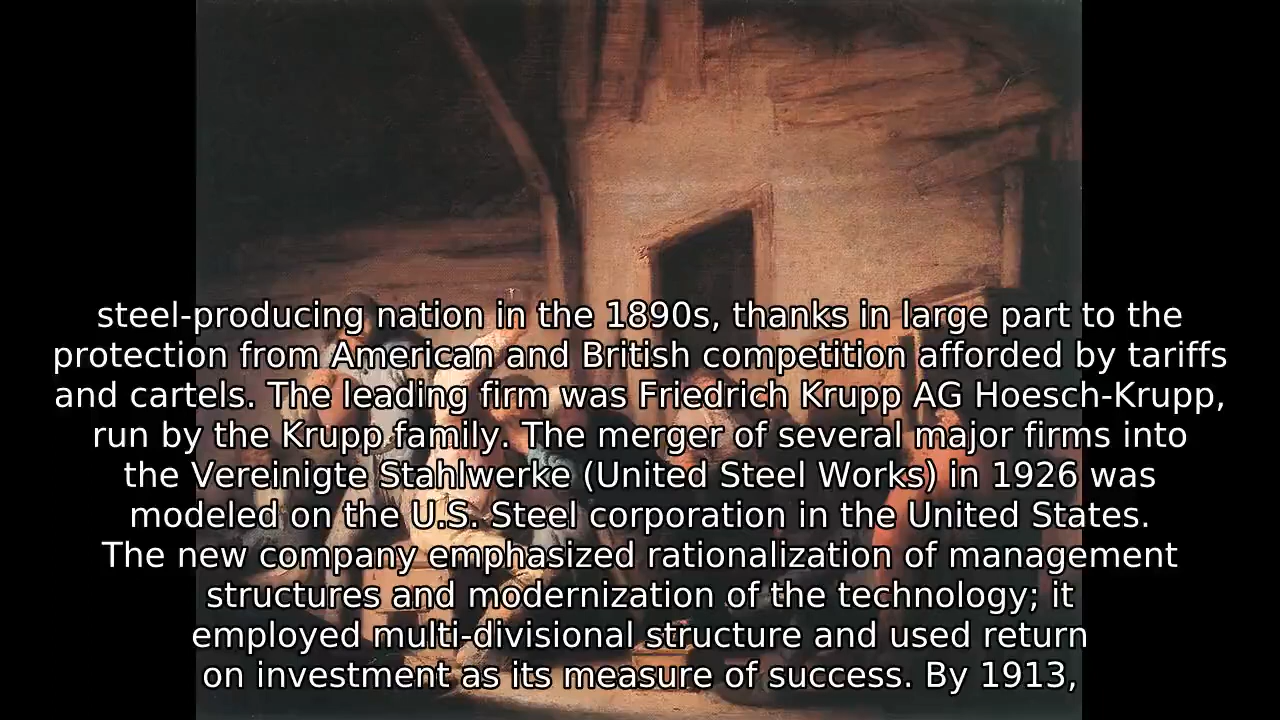 steel-producing nation in the 1890s, thanks in large part to the
protection from American and British competition afforded by tariffs
and cartels. The leading firm was Friedrich Krupp AG Hoesch-Krupp,
run by the Krupp family. The merger of several major firms into
the Vereinigte Stahlwerke (United Steel Works) in 1926 was
modeled on the U.S. Steel corporation in the United States.
The new company emphasized rationalization of management
structures and modernization of the technology; it
employed multi-divisional structure and used return
on investment as its measure of success. By 1913,